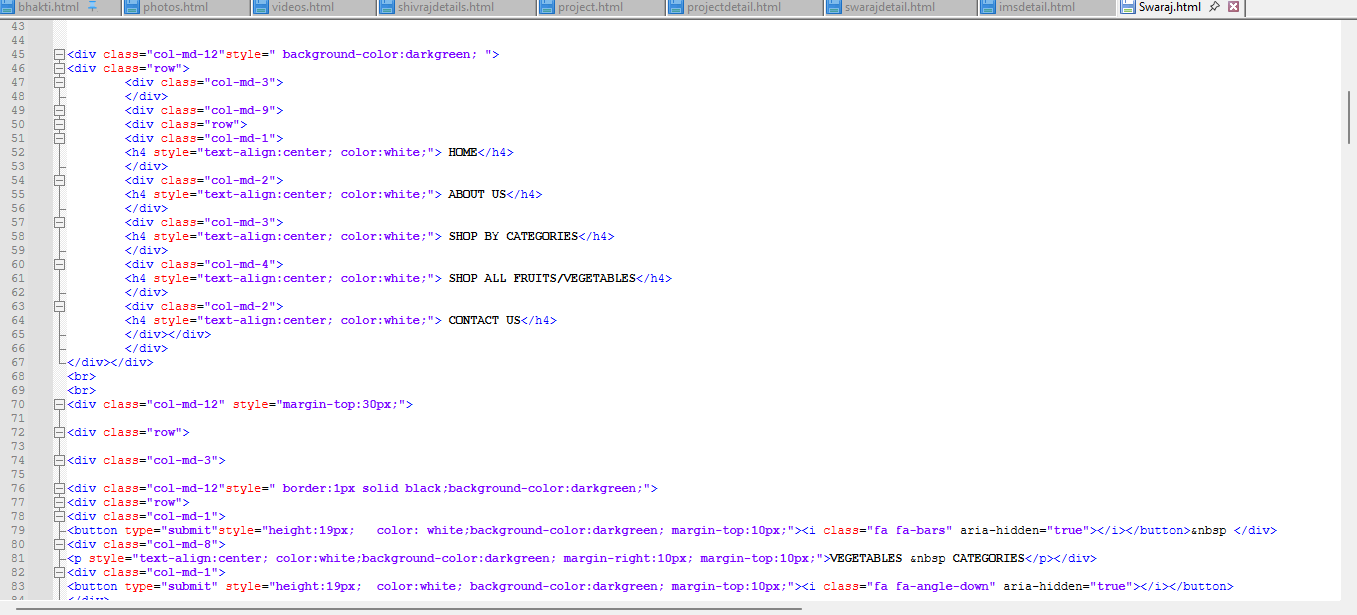 bhakti.html photos.html videos.html shivrajdetails.html project.html projectdetail.html swarajdetail.html imsdetail.html Swaraj.html
43
44
45 <div class="col-md-12"style=" background-color:darkgreen; ">
46 <div class="row">
47 <div class="col-md-3">
48 </div>
49 <div class="col-md-9">
50 <div class="row">
51 <div class="col-md-1">
52 <h4 style="text-align:center; color:white;"> HOME</h4>
53 </div>
54 <div class="col-md-2">
55 <h4 style="text-align:center; color:white;"> ABOUT US</h4>
56 </div>
57 <div class="col-md-3">
58 <h4 style="text-align:center; color:white;"> SHOP BY CATEGORIES</h4>
59 </div>
60 <div class="col-md-4">
61 <h4 style="text-align:center; color:white;"> SHOP ALL FRUITS/VEGETABLES</h4>
62 </div>
63 <div class="col-md-2">
64 <h4 style="text-align:center; color:white;"> CONTACT US</h4>
65 </div></div>
66 </div>
67 </div></div>
68 <br>
69 <br>
70 <div class="col-md-12" style="margin-top:30px;">
71
72 <div class="row">
73
74 <div class="col-md-3">
75
76 <div class="col-md-12"style=" border:1px solid black;background-color:darkgreen;">
77 <div class="row">
78 <div class="col-md-1">
79 <button type="submit"style="height:19px;   color: white;background-color:darkgreen; margin-top:10px;"><i class="fa fa-bars" aria-hidden="true"></i></button>&nbsp </div>
80 <div class="col-md-8">
81 <p style="text-align:center; color:white;background-color:darkgreen; margin-right:10px; margin-top:10px;">VEGETABLES &nbsp CATEGORIES</p></div>
82 <div class="col-md-1">
83 <button type="submit" style="height:19px;  color:white; background-color:darkgreen; margin-top:10px;"><i class="fa fa-angle-down" aria-hidden="true"></i></button>
84 </div>